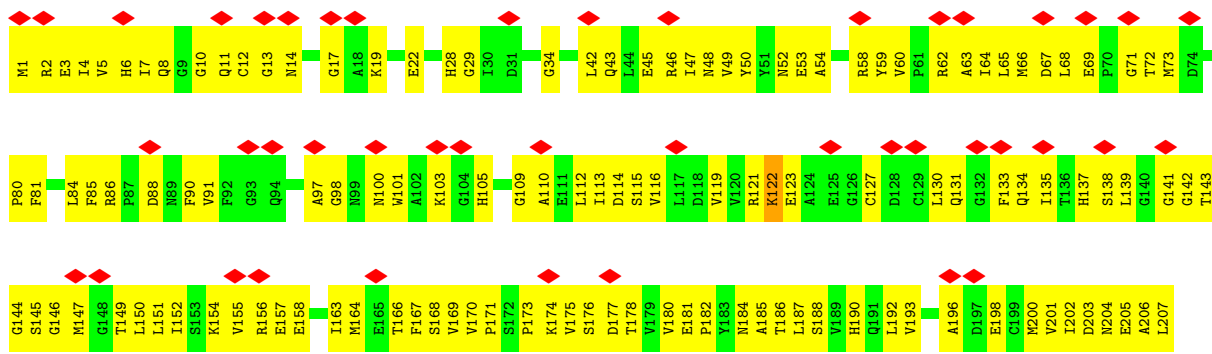 M1 R2 E3 I4 V5 H6 I7 Q8 G9 G10 Q11 C12 G13 N14 G17 A18 K19 E22 H28 G29 I30 D31 G34 L42 Q43 L44 E45 R46 I47 N48 V49 Y50 Y51 N52 E53 A54 R58 Y59 V60 P61 R62 A63 I64 L65 M66 D67 L68 E69 P70 G71 T72 M73 D74
P80 F81 L84 F85 R86 P87 D88 N89 F90 V91 F92 G93 Q94 A97 G98 N99 N100 W101 A102 K103 G104 H105 G109 A110 E111 L112 I113 D114 S115 V116 L117 D118 V119 V120 R121 K122 E123 A124 E125 G126 C127 D128 C129 L130 Q131 G132 F133 Q134 I135 T136 H137 S138 L139 G140 G141 G142 T143
G144 S145 G146 M147 G148 T149 L150 L151 I152 S153 K154 V155 R156 E157 E158 I163 M164 E165 T166 F167 S168 V169 V170 P171 S172 P173 K174 V175 S176 D177 T178 V179 V180 E181 P182 Y183 N184 A185 T186 L187 S188 V189 H190 Q191 L192 V193 A196 D197 E198 C199 M200 V201 I202 D203 N204 E205 A206 L207